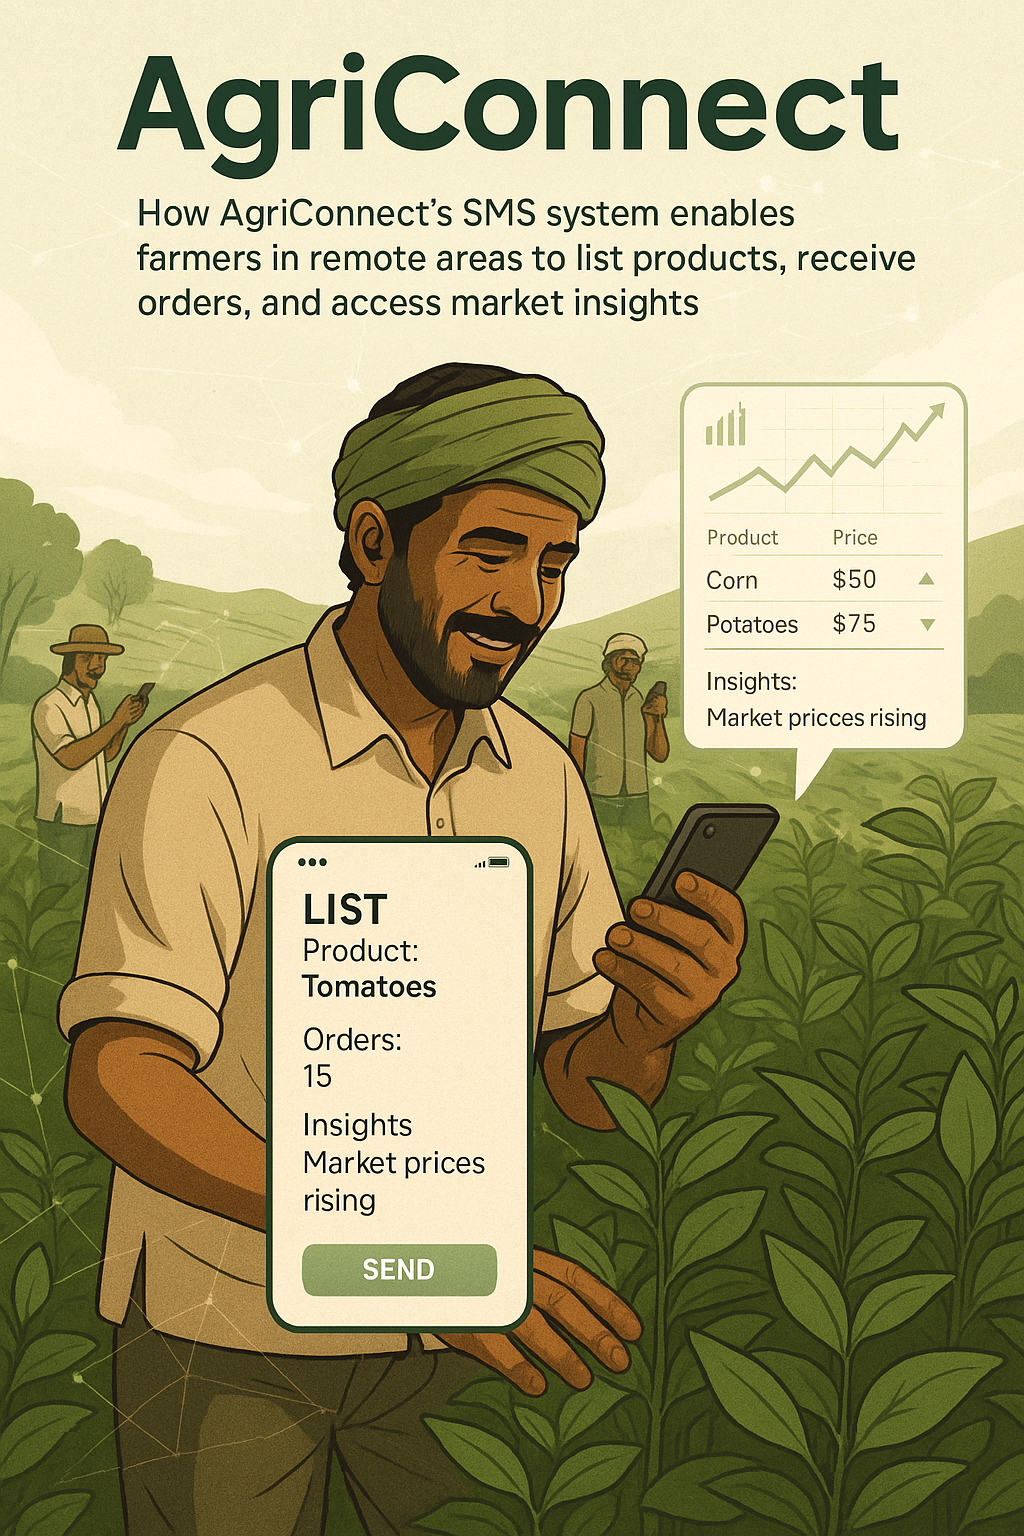 AgriConnect
How AgriConnect’s SMS system enables
farmers in remote areas to list products, receive
orders, and access market insights
Product Price
Corn $50
Potatoes $75
Insights:
Market pricces rising
LIST
Product:
Tomatoes
Orders:
15
Insights
Market prices
rising
SEND